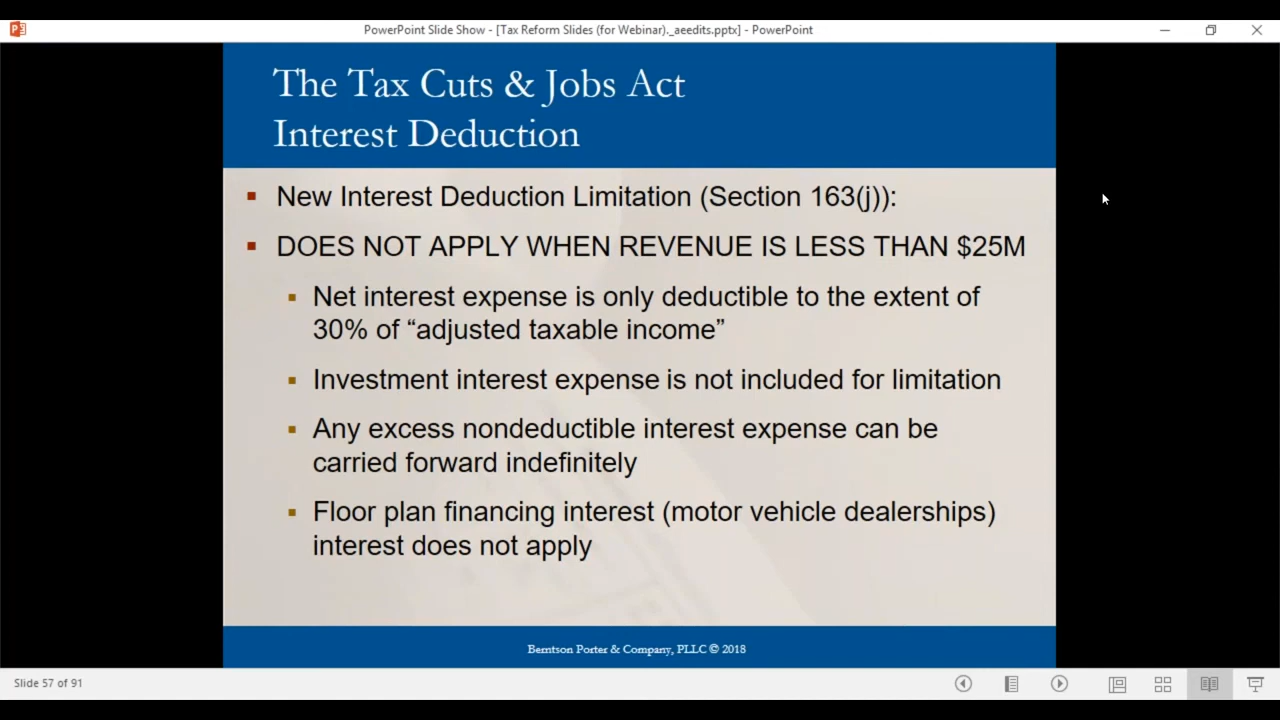 PowerPoint Slide Show - [Tax Reform Slides (for Webinar)._aeedits.pptx] - PowerPoint
The Tax Cuts & Jobs Act
Interest Deduction
New Interest Deduction Limitation (Section 163(j)):
DOES NOT APPLY WHEN REVENUE IS LESS THAN $25M
Net interest expense is only deductible to the extent of
30% of “adjusted taxable income”
Investment interest expense is not included for limitation
Any excess nondeductible interest expense can be
carried forward indefinitely
Floor plan financing interest (motor vehicle dealerships)
interest does not apply
Berntson Porter & Company, PLLC © 2018
Slide 57 of 91